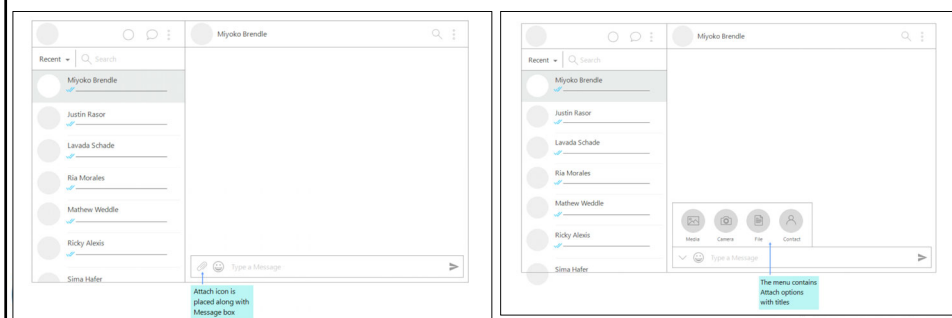 Miyoko Brendle
Recent
Search
Miyoko Brendle
Justin Rasor
Lavada Schade
Ria Morales
Mathew Weddle
Ricky Alexis
Sima Hafer
Type a Message
Attach icon is
placed along with
Message box
Miyoko Brendle
Recent
Search
Miyoko Brendle
Justin Rasor
Lavada Schade
Ria Morales
Mathew Weddle
Ricky Alexis
Sima Hafer
Media Camera File Contact
Type a Message
The menu contains
Attach options
with titles